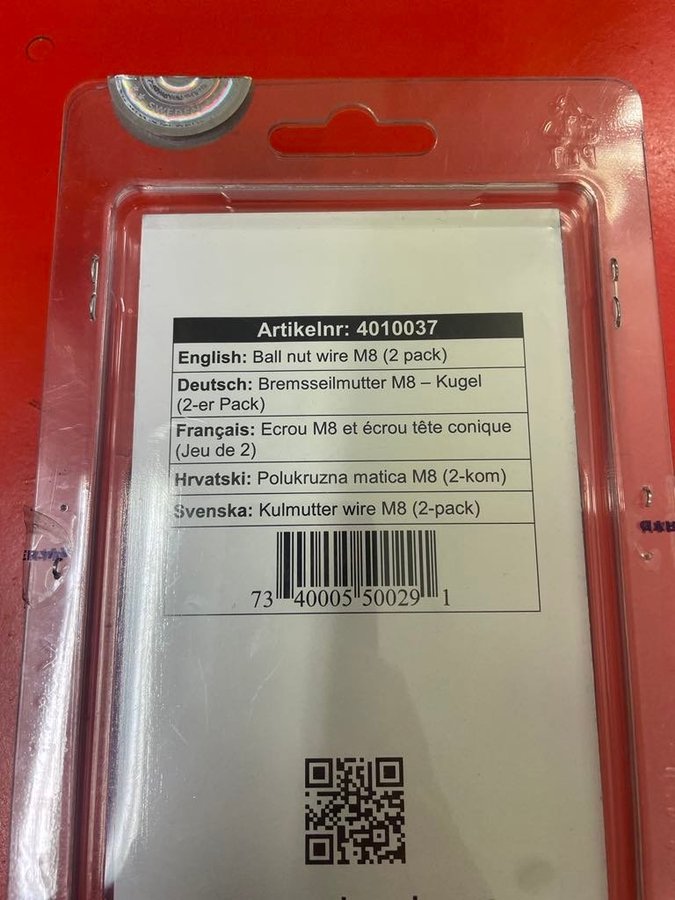 SWEDEN
Artikelnr: 4010037
English: Ball nut wire M8 (2 pack)
Deutsch: Bremsseilmutter M8 – Kugel
(2-er Pack)
Français: Ecrou M8 et écrou tête conique
(Jeu de 2)
Hrvatski: Polukruzna matica M8 (2-kom)
Svenska: Kulmutter wire M8 (2-pack)
73 40005 50029 1